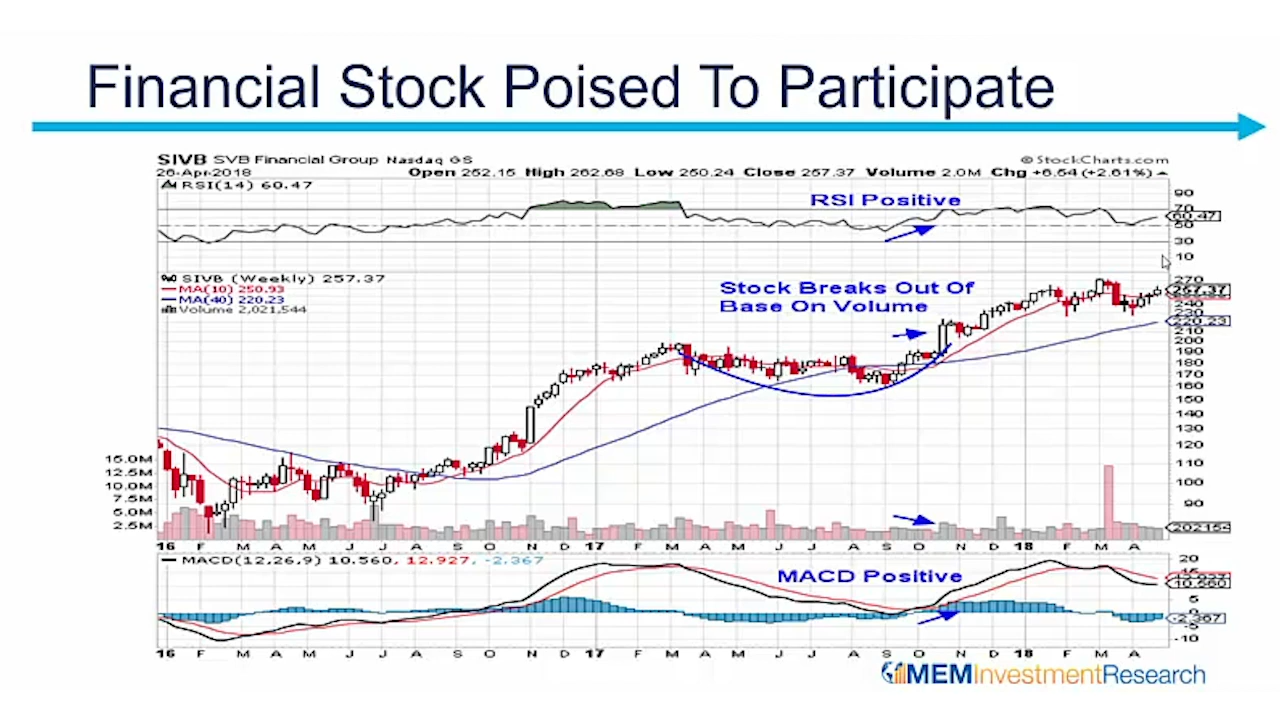 Financial Stock Poised To Participate
SIVB SVB Financial Group Nasdaq GS © StockCharts.com
26-Apr-2018 Open 252.15 High 262.68 Low 250.24 Close 257.37 Volume 2.0M Chg +6.54 (+2.61%)
RSI(14) 60.47
RSI Positive
90
70
60.47
50
30
10
SIVB (Weekly) 257.37
MA(10) 250.93
MA(40) 220.23
Volume 2,021,544
Stock Breaks Out Of
Base On Volume
270
257.37
240
230
220.23
210
200
190
180
170
160
150
140
130
120
110
100
90
15.0M
12.5M
10.0M
7.5M
5.0M
2.5M
16 F M A M J J A S O N D 17 F M A M J J A S O N D 18 F M A
MACD(12,26,9) 10.560, 12.927, -2.367
MACD Positive
20
10.560
5
0
-2.367
-5
-10
16 F M A M J J A S O N D 17 F M A M J J A S O N D 18 F M A
MEMInvestmentResearch